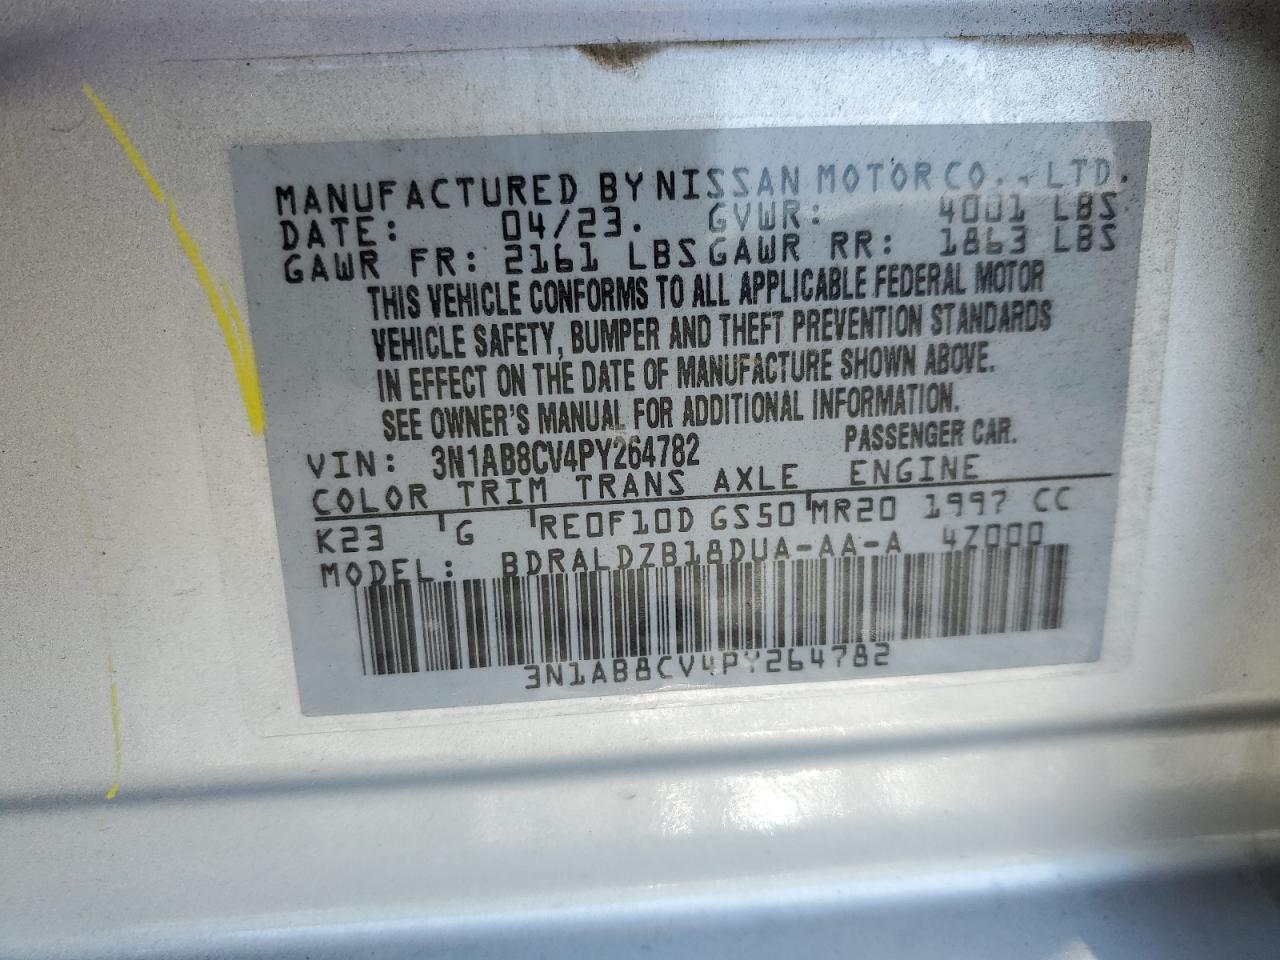 MANUFACTURED BY NISSAN MOTOR CO., LTD.
DATE: 04/23. GVWR: 4001 LBS
GAWR FR: 2161 LBS GAWR RR: 1863 LBS
THIS VEHICLE CONFORMS TO ALL APPLICABLE FEDERAL MOTOR
VEHICLE SAFETY, BUMPER AND THEFT PREVENTION STANDARDS
IN EFFECT ON THE DATE OF MANUFACTURE SHOWN ABOVE.
SEE OWNER'S MANUAL FOR ADDITIONAL INFORMATION.
VIN: 3N1AB8CV4PY264782 PASSENGER CAR.
COLOR TRIM TRANS AXLE ENGINE
K23 G RE0F10D GS50 MR20 1997 CC
MODEL: BDRALDZB18DUA-AA-A 4Z000
3N1AB8CV4PY264782